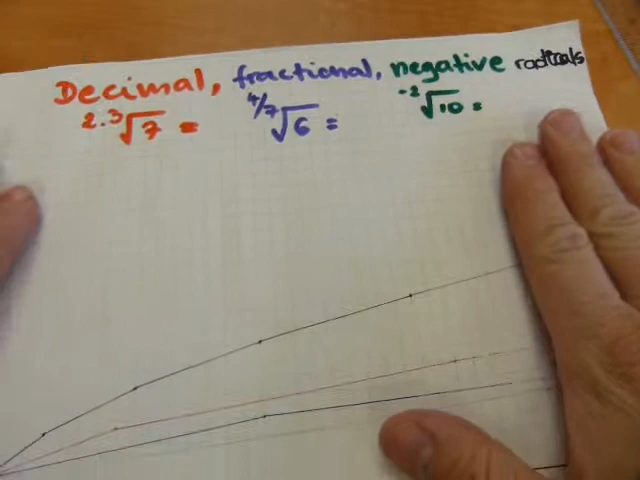 Decimal, fractional, negative radicals
2.3√7 = 4/7√6 = -2√10 =